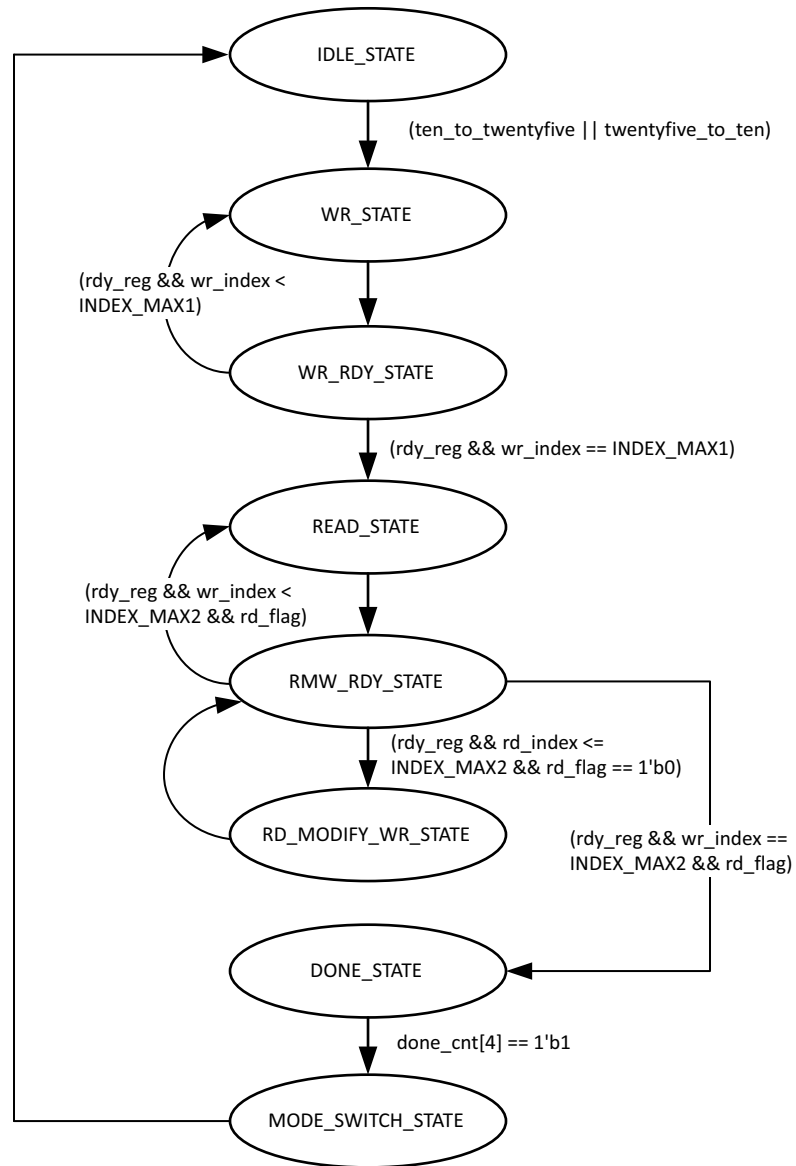 IDLE_STATE
(ten_to_twentyfive || twentyfive_to_ten)
WR_STATE
(rdy_reg && wr_index <
INDEX_MAX1)
WR_RDY_STATE
(rdy_reg && wr_index == INDEX_MAX1)
READ_STATE
(rdy_reg && wr_index <
INDEX_MAX2 && rd_flag)
RMW_RDY_STATE
(rdy_reg && rd_index <=
INDEX_MAX2 && rd_flag == 1'b0)
RD_MODIFY_WR_STATE
(rdy_reg && wr_index ==
INDEX_MAX2 && rd_flag)
DONE_STATE
done_cnt[4] == 1'b1
MODE_SWITCH_STATE